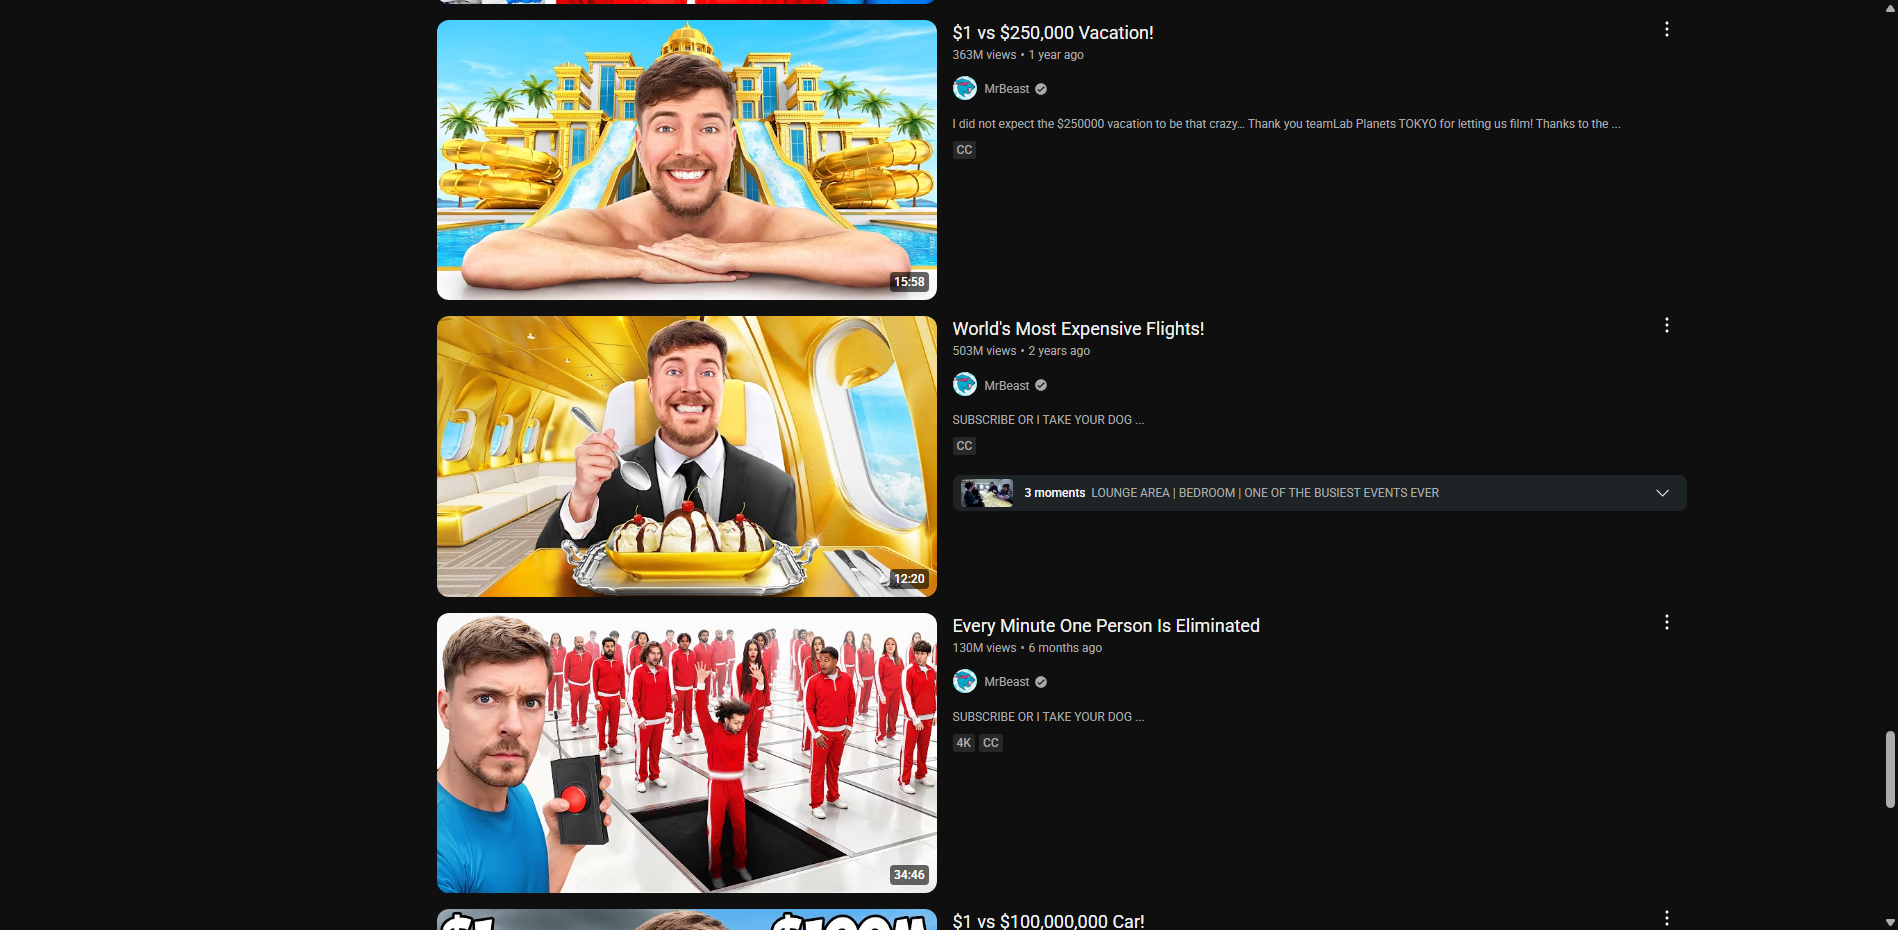 $1 vs $250,000 Vacation!
363M views • 1 year ago
MrBeast
I did not expect the $250000 vacation to be that crazy... Thank you teamLab Planets TOKYO for letting us film! Thanks to the ...
CC
15:58
World's Most Expensive Flights!
503M views • 2 years ago
MrBeast
SUBSCRIBE OR I TAKE YOUR DOG ...
CC
3 moments LOUNGE AREA | BEDROOM | ONE OF THE BUSIEST EVENTS EVER
12:20
Every Minute One Person Is Eliminated
130M views • 6 months ago
MrBeast
SUBSCRIBE OR I TAKE YOUR DOG ...
4K CC
34:46
$1 vs $100,000,000 Car!